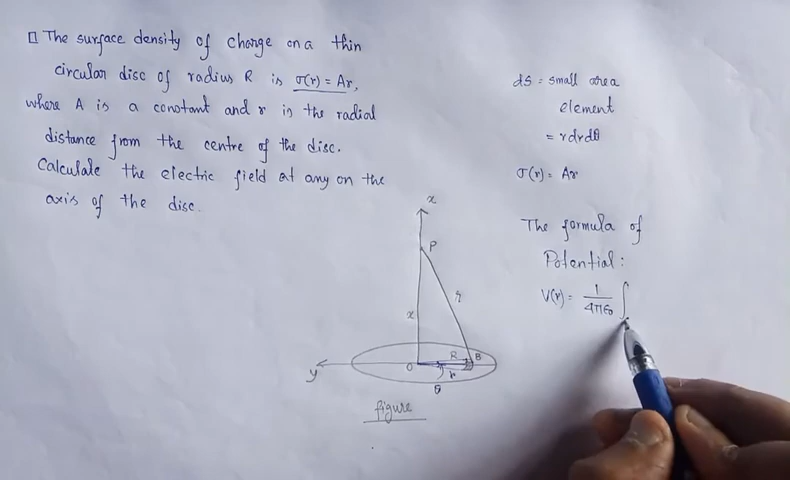 □ The surface density of charge on a thin
circular disc of radius R is σ(r) = Ar,
where A is a constant and r is the radial
distance from the centre of the disc.
Calculate the electric field at any on the
axis of the disc.
ds = small area
element
= rdrdθ
σ(r) = Ar
The formula of
Potential:
V(r) = 1/4πε₀ ∫
x
P
x
r
R
B
O
r
y
θ
figure